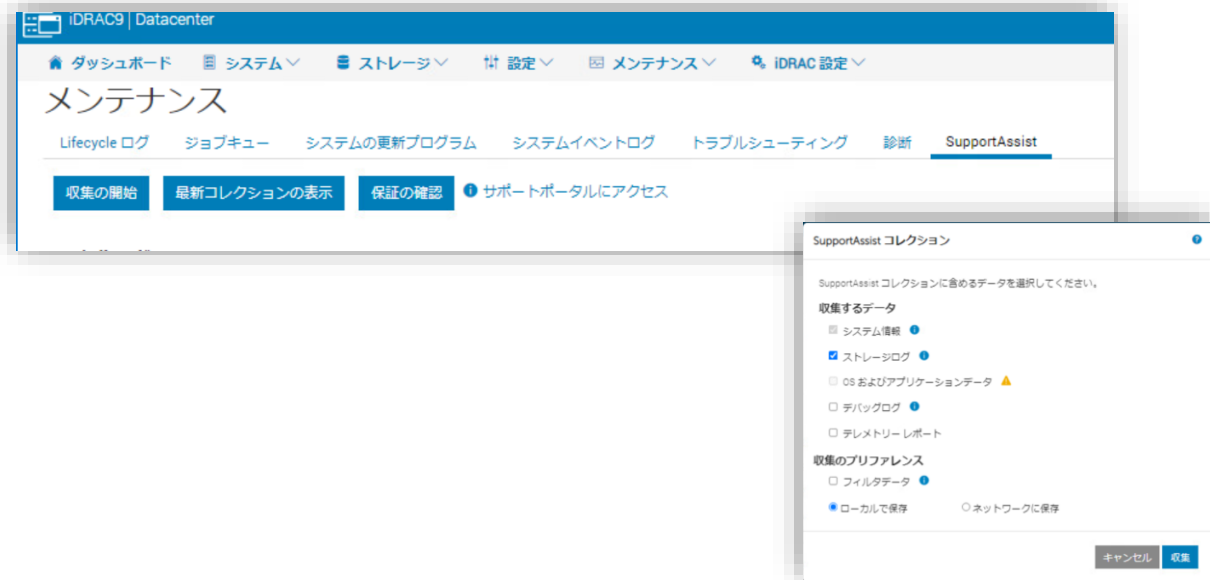 iDRAC9 | Datacenter
ダッシュボード システム ストレージ 設定 メンテナンス iDRAC 設定
メンテナンス
Lifecycle ログ ジョブキュー システムの更新プログラム システムイベントログ トラブルシューティング 診断 SupportAssist
収集の開始 最新コレクションの表示 保証の確認 サポートポータルにアクセス
SupportAssist コレクション
SupportAssist コレクションに含めるデータを選択してください。
収集するデータ
システム情報
ストレージログ
OS およびアプリケーションデータ
デバッグログ
テレメトリー レポート
収集のプリファレンス
フィルタデータ
ローカルで保存 ネットワークに保存
キャンセル 収集